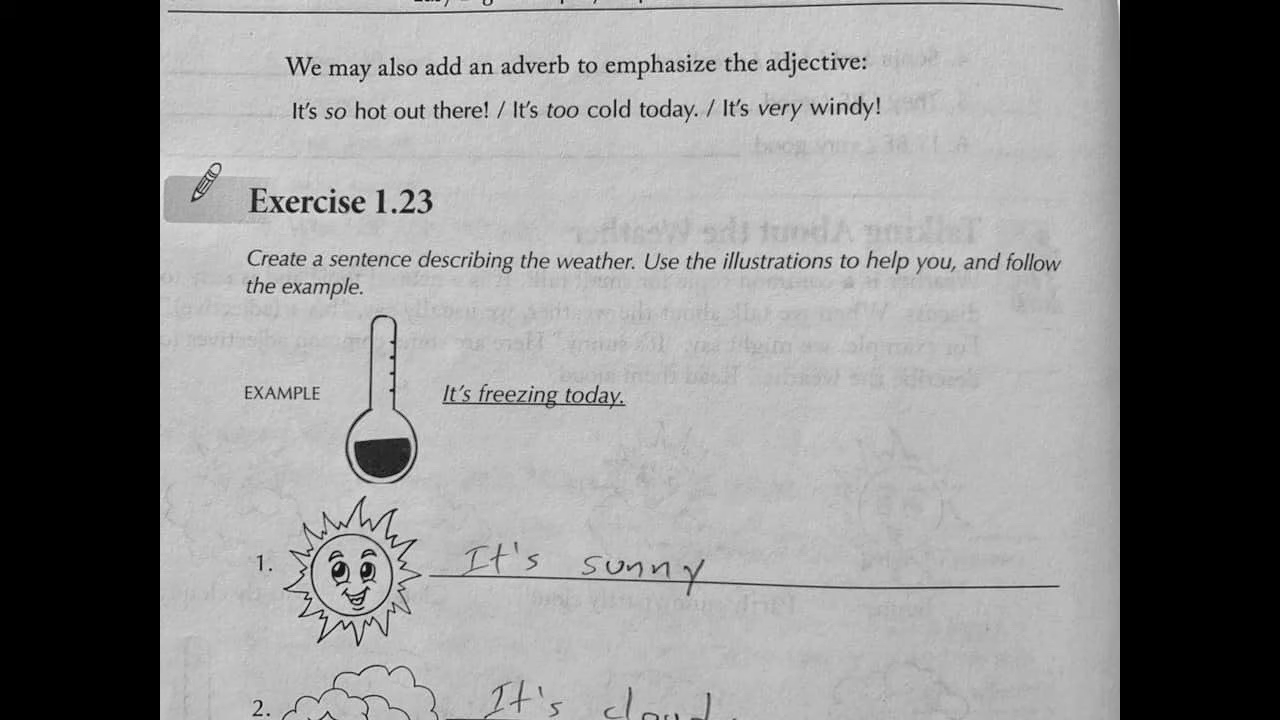 We may also add an adverb to emphasize the adjective:
It's so hot out there! / It's too cold today. / It's very windy!
Exercise 1.23
Create a sentence describing the weather. Use the illustrations to help you, and follow
the example.
EXAMPLE
It's freezing today.
1. It's sunny
2. It's